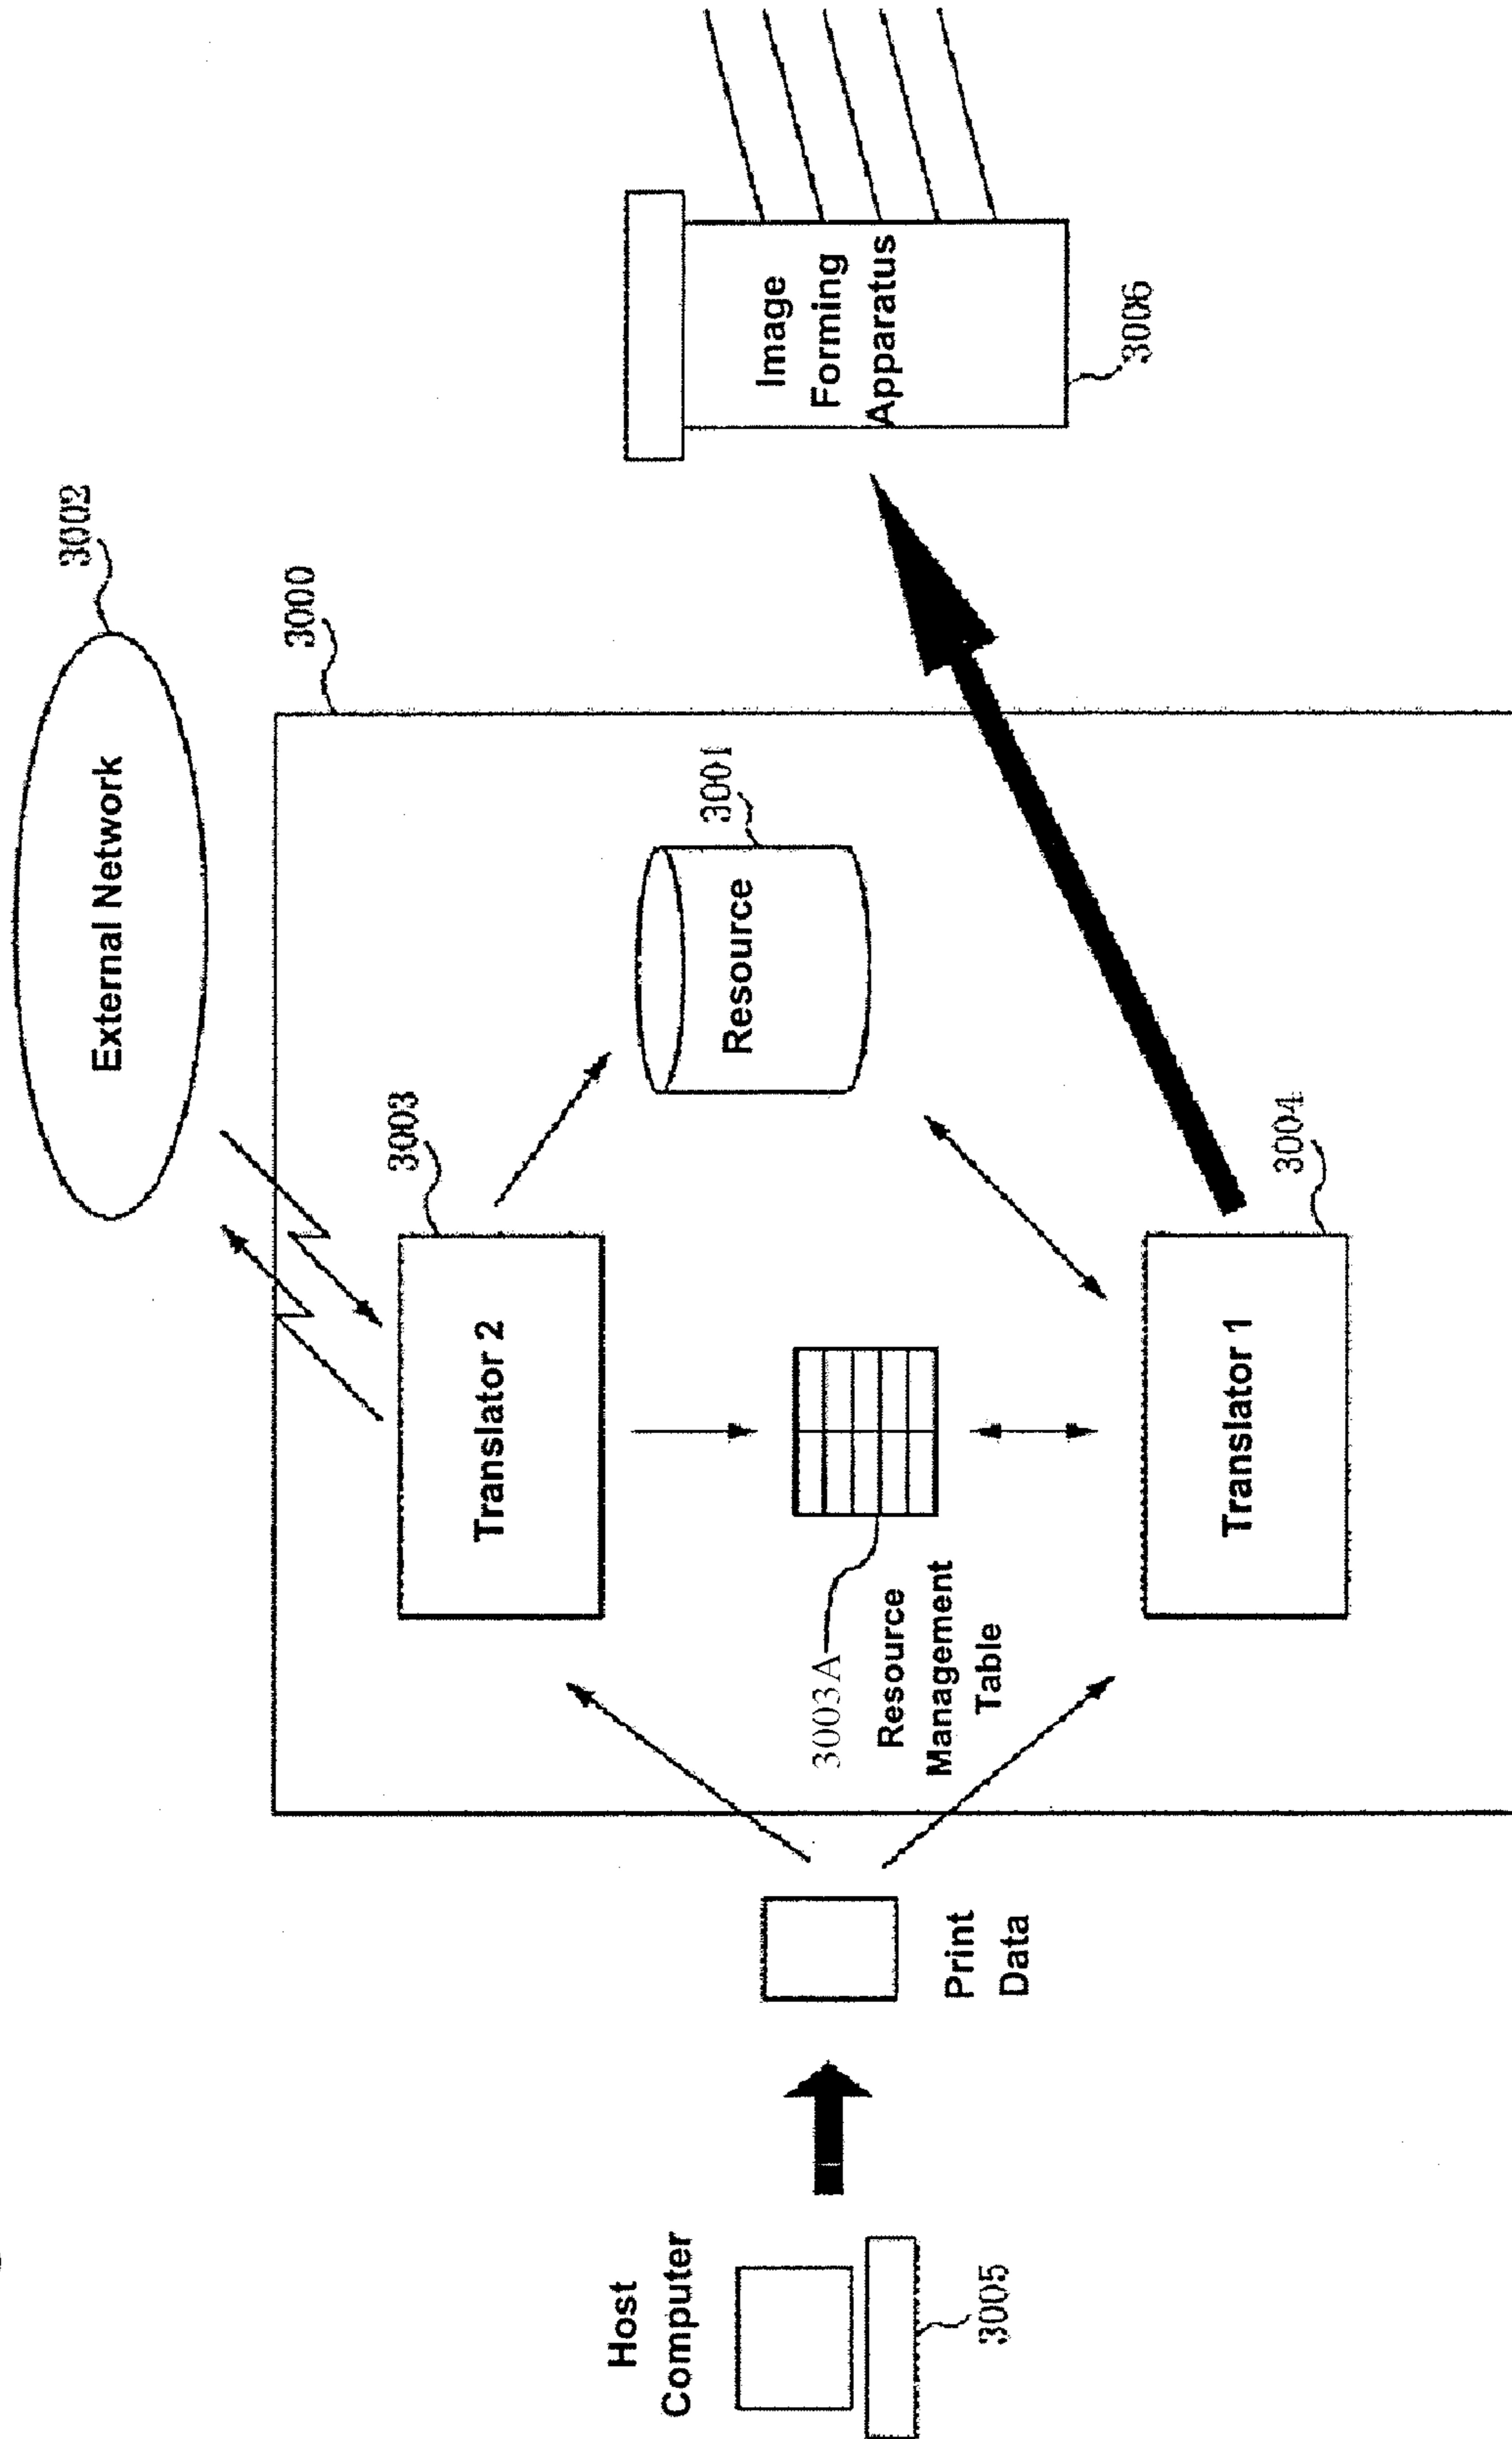 3002
External Network
3000
3003
3001
Translator 2
Resource
Host
Computer
3005
Print
Data
3003A
Resource
Management
Table
Translator 1
3004
Image
Forming
Apparatus
3006